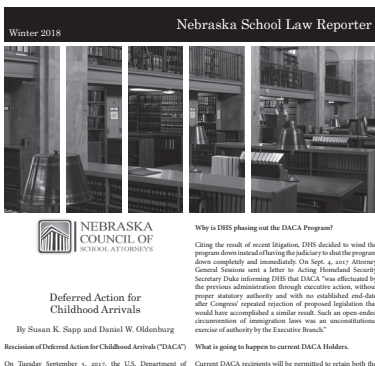 Winter 2018
Nebraska School Law Reporter
NEBRASKA
COUNCIL OF
SCHOOL ATTORNEYS
Deferred Action for
Childhood Arrivals
By Susan K. Sapp and Daniel W. Oldenburg
Rescission of Deferred Action for Childhood Arrivals ("DACA")
On Tuesday September 5, 2017, the U.S. Department of
Why is DHS phasing out the DACA Program?
Citing the result of recent litigation, DHS decided to wind the
program down instead of having the judiciary to shut the program
down completely and immediately. On Sept. 4, 2017 Attorney
General Sessions sent a letter to Acting Homeland Security
Secretary Duke informing DHS that DACA "was effectuated by
the previous administration through executive action, without
proper statutory authority and with no established end-date,
after Congress' repeated rejection of proposed legislation that
would have accomplished a similar result. Such an open-ended
circumvention of immigration laws was an unconstitutional
exercise of authority by the Executive Branch."
What is going to happen to current DACA Holders.
Current DACA recipients will be permitted to retain both the